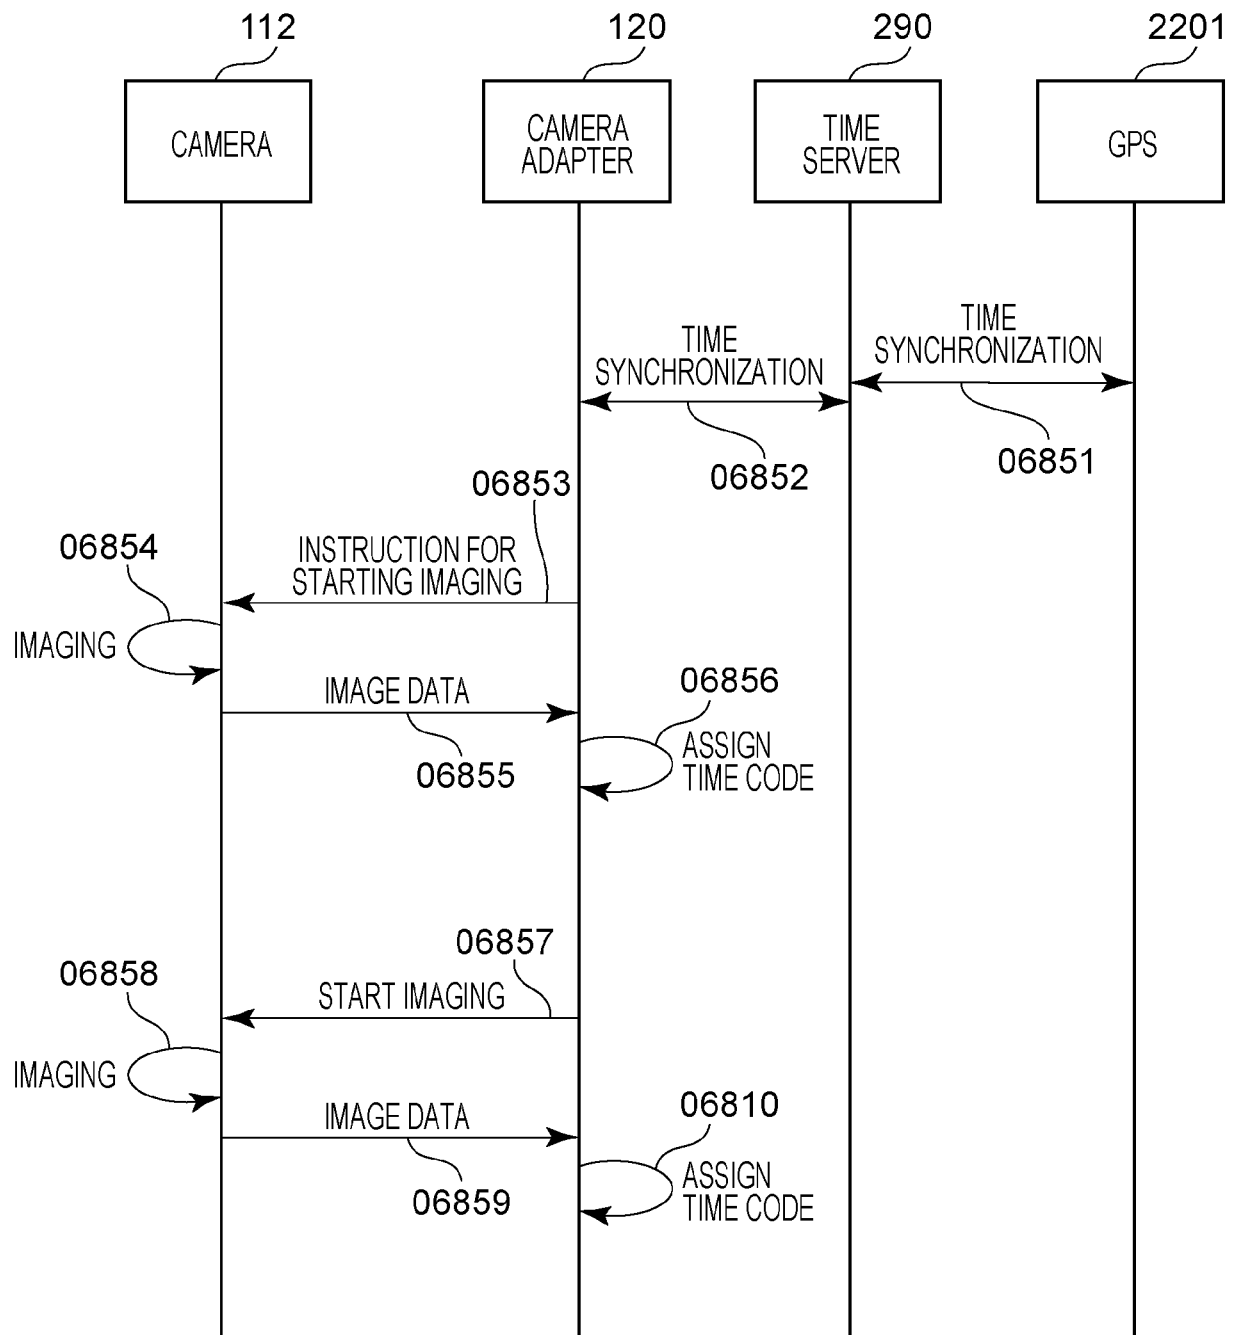 112
120
290
2201
CAMERA
CAMERA
ADAPTER
TIME
SERVER
GPS
TIME
SYNCHRONIZATION
TIME
SYNCHRONIZATION
06851
06852
06853
INSTRUCTION FOR
STARTING IMAGING
06854
IMAGING
IMAGE DATA
06855
06856
ASSIGN
TIME CODE
06857
START IMAGING
06858
IMAGING
IMAGE DATA
06859
06810
ASSIGN
TIME CODE